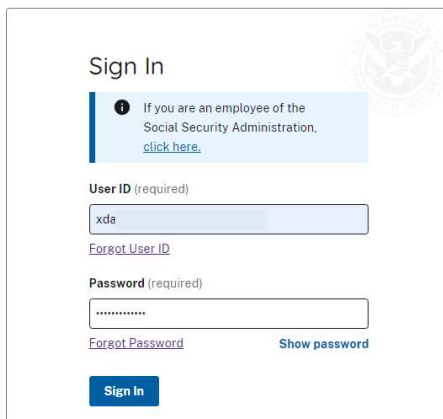 Sign In
If you are an employee of the
Social Security Administration,
click here.
User ID (required)
xda
Forgot User ID
Password (required)
•••••••••••••
Forgot Password Show password
Sign In